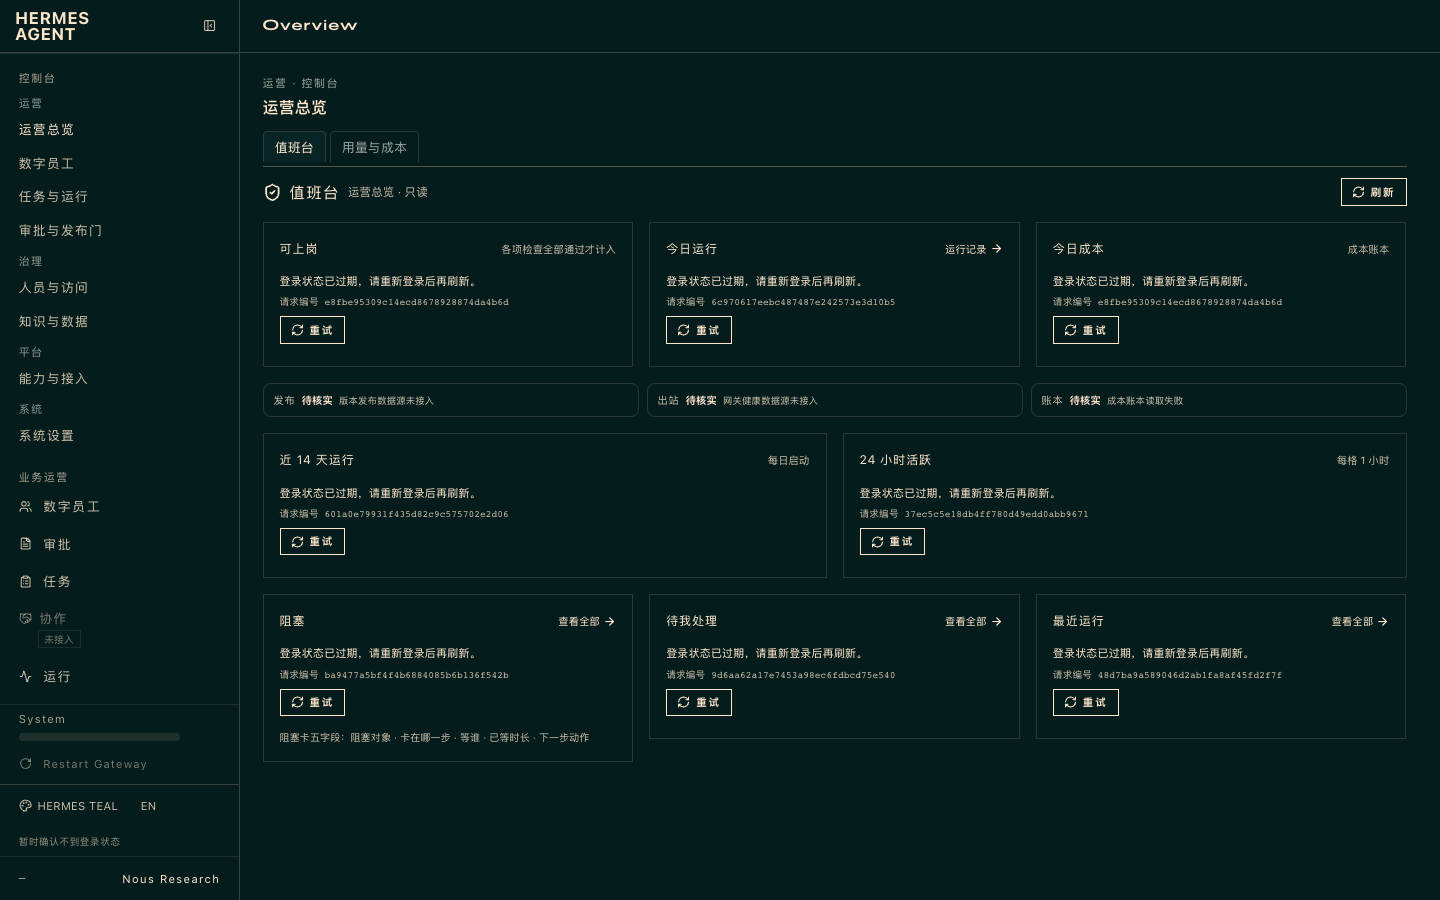 HERMES
AGENT
Overview
控制台
运营
运营总览
数字员工
任务与运行
审批与发布门
治理
人员与访问
知识与数据
平台
能力与接入
系统
系统设置
业务运营
数字员工
审批
任务
协作
未接入
运行
System
Restart Gateway
HERMES TEAL EN
暂时确认不到登录状态
– Nous Research
运营 · 控制台
运营总览
值班台 用量与成本
值班台 运营总览 · 只读 刷新
可上岗 各项检查全部通过才计入
登录状态已过期，请重新登录后再刷新。
请求编号 e8fbe95309c14ecd8678928874da4b6d
重试
今日运行 运行记录 →
登录状态已过期，请重新登录后再刷新。
请求编号 6c970617eebc487487e242573e3d10b5
重试
今日成本 成本账本
登录状态已过期，请重新登录后再刷新。
请求编号 e8fbe95309c14ecd8678928874da4b6d
重试
发布 待核实 版本发布数据源未接入
出站 待核实 网关健康数据源未接入
账本 待核实 成本账本读取失败
近 14 天运行 每日启动
登录状态已过期，请重新登录后再刷新。
请求编号 601a0e79931f435d82c9c575702e2d06
重试
24 小时活跃 每格 1 小时
登录状态已过期，请重新登录后再刷新。
请求编号 37ec5c5e18db4ff780d49edd0abb9671
重试
阻塞 查看全部 →
登录状态已过期，请重新登录后再刷新。
请求编号 ba9477a5bf4f4b6884085b6b136f542b
重试
阻塞卡五字段：阻塞对象 · 卡在哪一步 · 等谁 · 已等时长 · 下一步动作
待我处理 查看全部 →
登录状态已过期，请重新登录后再刷新。
请求编号 9d6aa62a17e7453a98ec6fdbcd75e540
重试
最近运行 查看全部 →
登录状态已过期，请重新登录后再刷新。
请求编号 48d7ba9a589046d2ab1fa8af45fd2f7f
重试